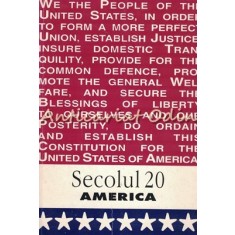 WE THE PEOPLE OF THE
UNITED STATES, IN ORDER
TO FORM A MORE PERFECT
UNION, ESTABLISH JUSTICE
INSURE DOMESTIC TRAN
QUILITY, PROVIDE FOR THE
COMMON DEFENCE, PRO
MOTE THE GENERAL WEL
FARE, AND SECURE THE
BLESSINGS OF LIBERTY
POSTERITY, DO ORDAIN
AND ESTABLISH THIS
CONSTITUTION FOR THE
UNITED STATES OF AMERICA
Secolul 20
AMERICA